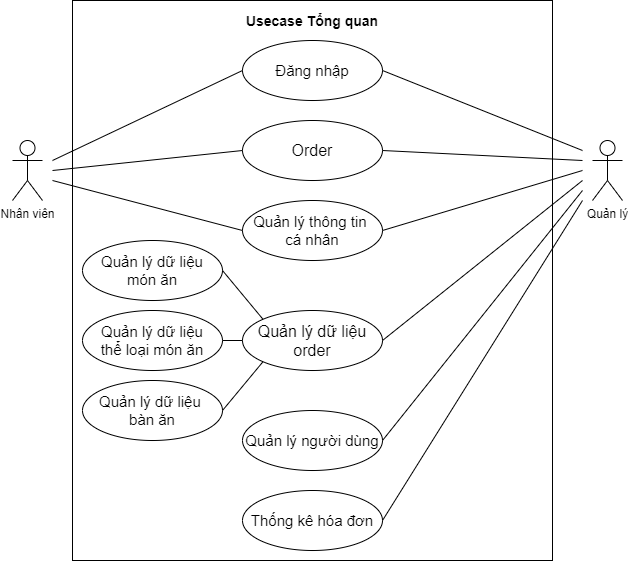 Usecase Tổng quan
Đăng nhập
Order
Nhân viên
Quản lý
Quản lý thông tin
cá nhân
Quản lý dữ liệu
món ăn
Quản lý dữ liệu
thể loại món ăn
Quản lý dữ liệu
order
Quản lý dữ liệu
bàn ăn
Quản lý người dùng
Thống kê hóa đơn